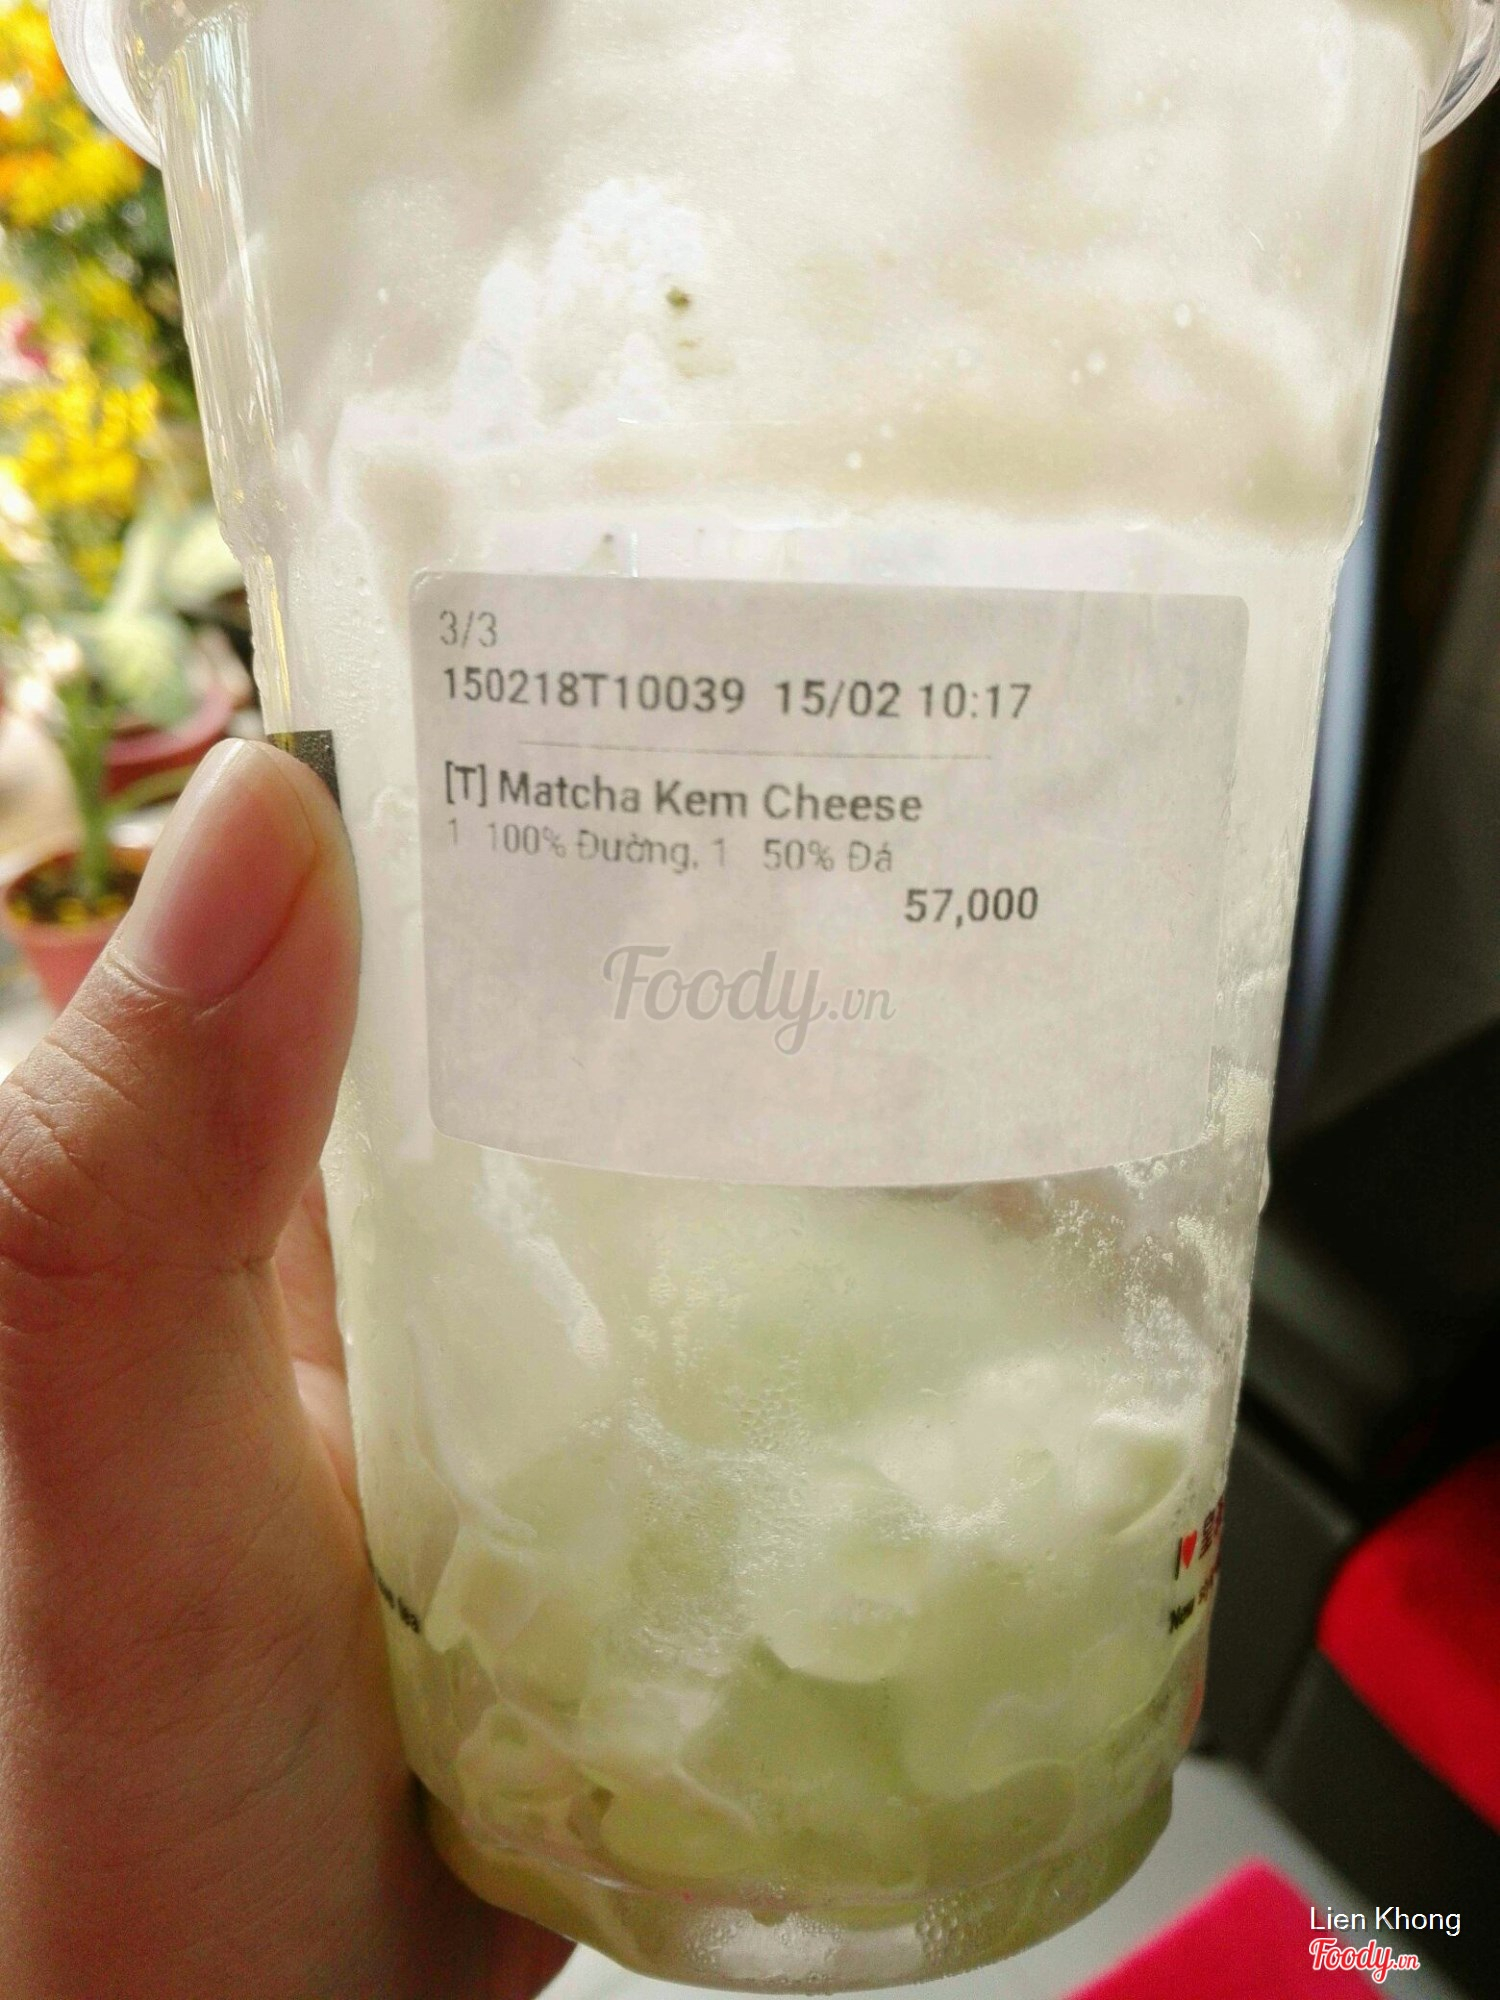 3/3
150218T10039 15/02 10:17
[T] Matcha Kem Cheese
1 100% Đường, 1 50% Đá
57,000
Foody.vn
I ♥
tea
Lien Khong
Foody.vn